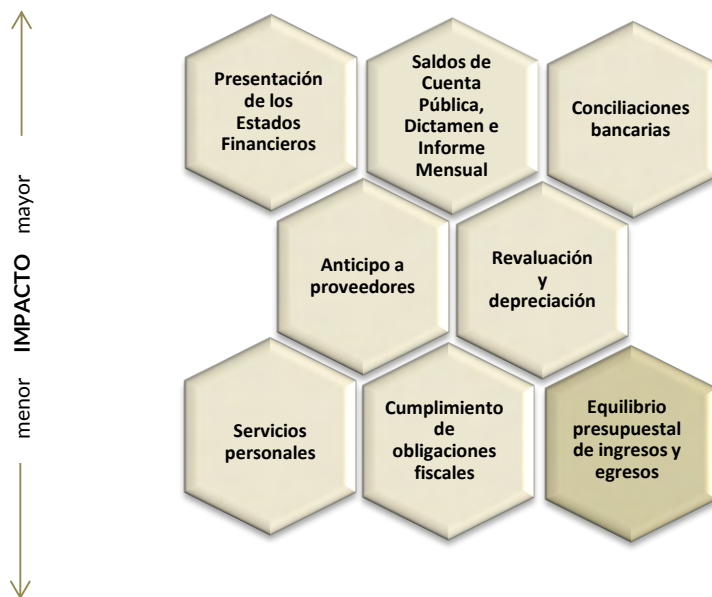 Presentación
de los
Estados
Financieros
Saldos de
Cuenta
Pública,
Dictamen e
Informe
Mensual
Conciliaciones
bancarias
Anticipo a
proveedores
Revaluación
y
depreciación
Servicios
personales
Cumplimiento
de
obligaciones
fiscales
Equilibrio
presupuestal
de ingresos y
egresos
menor IMPACTO mayor